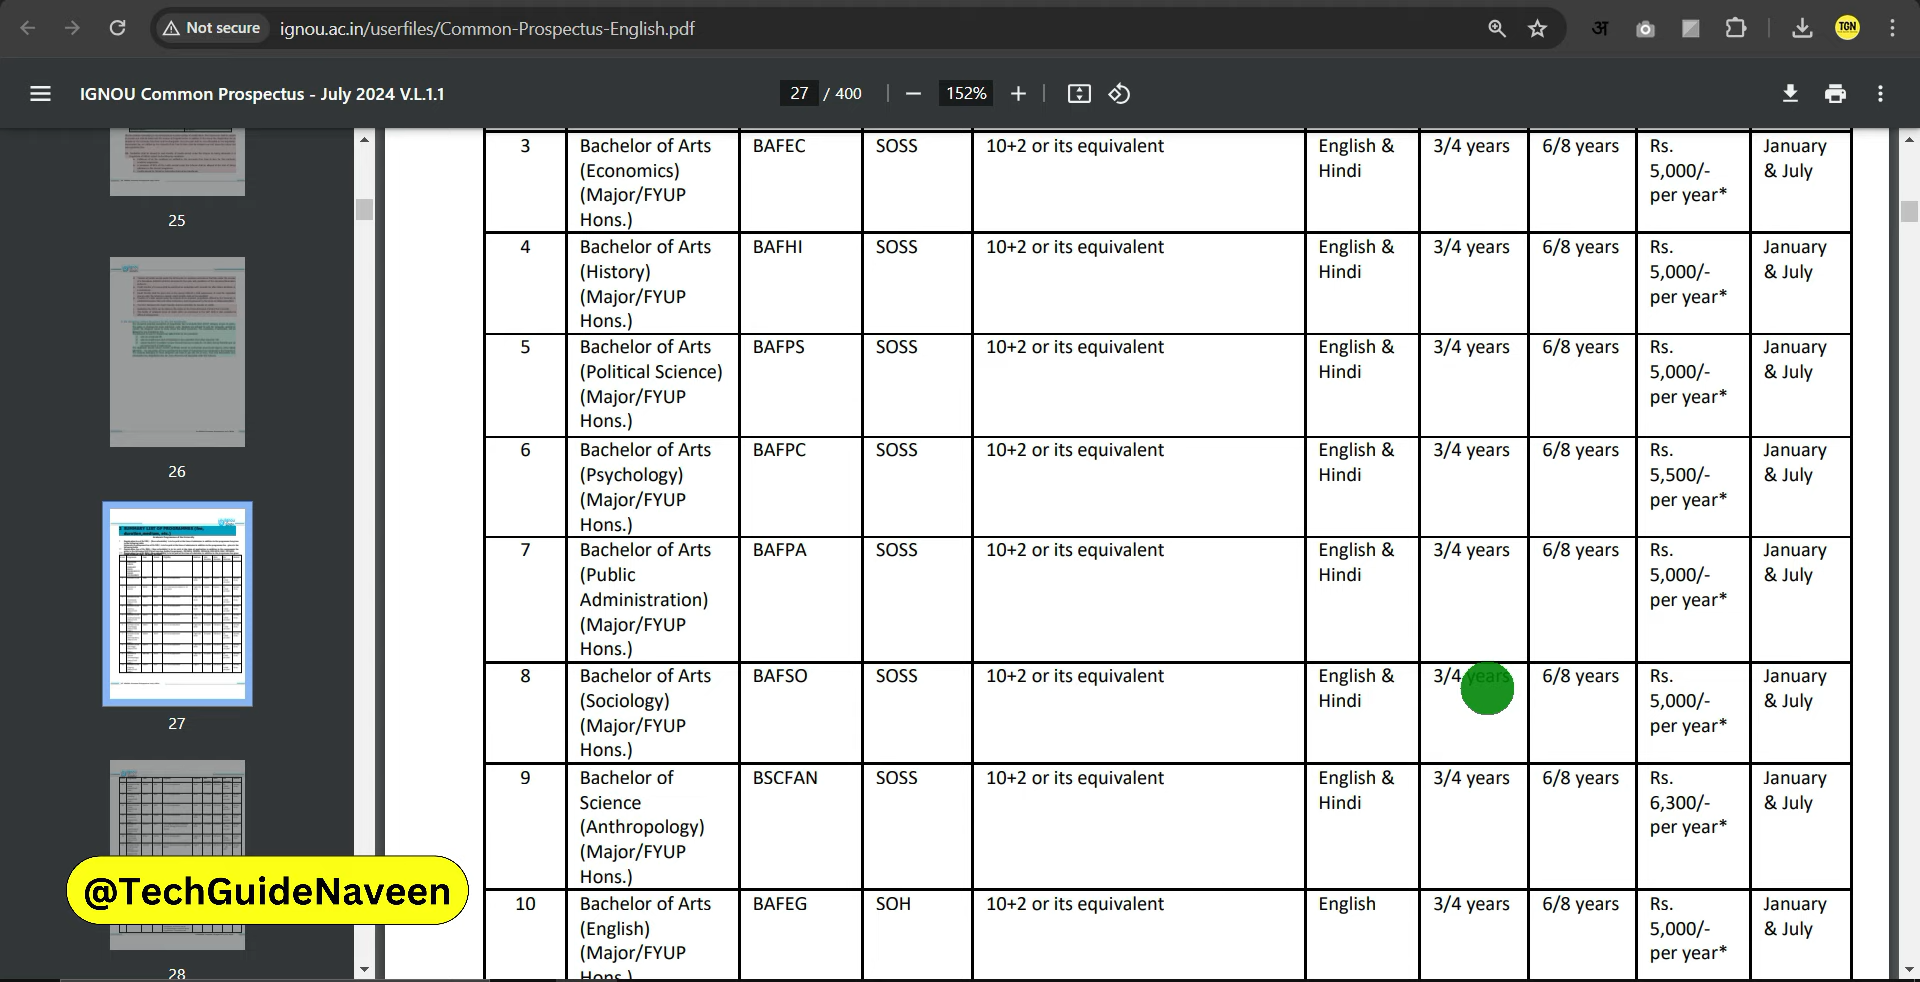 Not secure
ignou.ac.in/userfiles/Common-Prospectus-English.pdf
अ
TGN
IGNOU Common Prospectus - July 2024 V.L.1.1
27 / 400
152%
25
26
27
28
3
Bachelor of Arts
(Economics)
(Major/FYUP
Hons.)
BAFEC
SOSS
10+2 or its equivalent
English &
Hindi
3/4 years
6/8 years
Rs.
5,000/-
per year*
January
& July
4
Bachelor of Arts
(History)
(Major/FYUP
Hons.)
BAFHI
SOSS
10+2 or its equivalent
English &
Hindi
3/4 years
6/8 years
Rs.
5,000/-
per year*
January
& July
5
Bachelor of Arts
(Political Science)
(Major/FYUP
Hons.)
BAFPS
SOSS
10+2 or its equivalent
English &
Hindi
3/4 years
6/8 years
Rs.
5,000/-
per year*
January
& July
6
Bachelor of Arts
(Psychology)
(Major/FYUP
Hons.)
BAFPC
SOSS
10+2 or its equivalent
English &
Hindi
3/4 years
6/8 years
Rs.
5,500/-
per year*
January
& July
7
Bachelor of Arts
(Public
Administration)
(Major/FYUP
Hons.)
BAFPA
SOSS
10+2 or its equivalent
English &
Hindi
3/4 years
6/8 years
Rs.
5,000/-
per year*
January
& July
8
Bachelor of Arts
(Sociology)
(Major/FYUP
Hons.)
BAFSO
SOSS
10+2 or its equivalent
English &
Hindi
3/4 years
6/8 years
Rs.
5,000/-
per year*
January
& July
9
Bachelor of
Science
(Anthropology)
(Major/FYUP
Hons.)
BSCFAN
SOSS
10+2 or its equivalent
English &
Hindi
3/4 years
6/8 years
Rs.
6,300/-
per year*
January
& July
10
Bachelor of Arts
(English)
(Major/FYUP
Hons.)
BAFEG
SOH
10+2 or its equivalent
English
3/4 years
6/8 years
Rs.
5,000/-
per year*
January
& July
@TechGuideNaveen